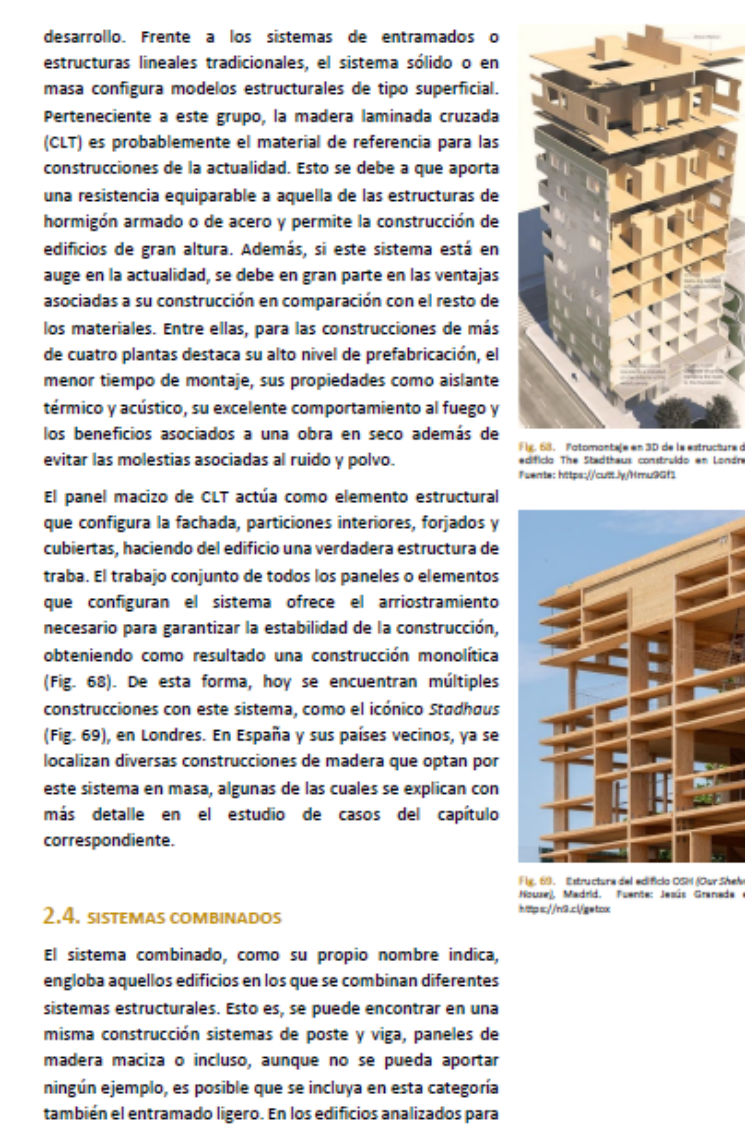 desarrollo. Frente a los sistemas de entramados o
estructuras lineales tradicionales, el sistema sólido o en
masa configura modelos estructurales de tipo superficial.
Perteneciente a este grupo, la madera laminada cruzada
(CLT) es probablemente el material de referencia para las
construcciones de la actualidad. Esto se debe a que aporta
una resistencia equiparable a aquella de las estructuras de
hormigón armado o de acero y permite la construcción de
edificios de gran altura. Además, si este sistema está en
auge en la actualidad, se debe en gran parte en las ventajas
asociadas a su construcción en comparación con el resto de
los materiales. Entre ellas, para las construcciones de más
de cuatro plantas destaca su alto nivel de prefabricación, el
menor tiempo de montaje, sus propiedades como aislante
térmico y acústico, su excelente comportamiento al fuego y
los beneficios asociados a una obra en seco además de
evitar las molestias asociadas al ruido y polvo.
El panel macizo de CLT actúa como elemento estructural
que configura la fachada, particiones interiores, forjados y
cubiertas, haciendo del edificio una verdadera estructura de
traba. El trabajo conjunto de todos los paneles o elementos
que configuran el sistema ofrece el arriostramiento
necesario para garantizar la estabilidad de la construcción,
obteniendo como resultado una construcción monolítica
(Fig. 68). De esta forma, hoy se encuentran múltiples
construcciones con este sistema, como el icónico Stadhaus
(Fig. 69), en Londres. En España y sus países vecinos, ya se
localizan diversas construcciones de madera que optan por
este sistema en masa, algunas de las cuales se explican con
más detalle en el estudio de casos del capítulo
correspondiente.
2.4. SISTEMAS COMBINADOS
El sistema combinado, como su propio nombre indica,
engloba aquellos edificios en los que se combinan diferentes
sistemas estructurales. Esto es, se puede encontrar en una
misma construcción sistemas de poste y viga, paneles de
madera maciza o incluso, aunque no se pueda aportar
ningún ejemplo, es posible que se incluya en esta categoría
también el entramado ligero. En los edificios analizados para
Fig. 68. Fotomontaje en 3D de la estructura d
edificio The Stadthaus construido en Londre
Fuente: https://cutt.ly/Hmu9Gf1
Fig. 69. Estructura del edificio OSH (Our Shelv
House), Madrid. Fuente: Jesús Granada e
https://n9.cl/getox